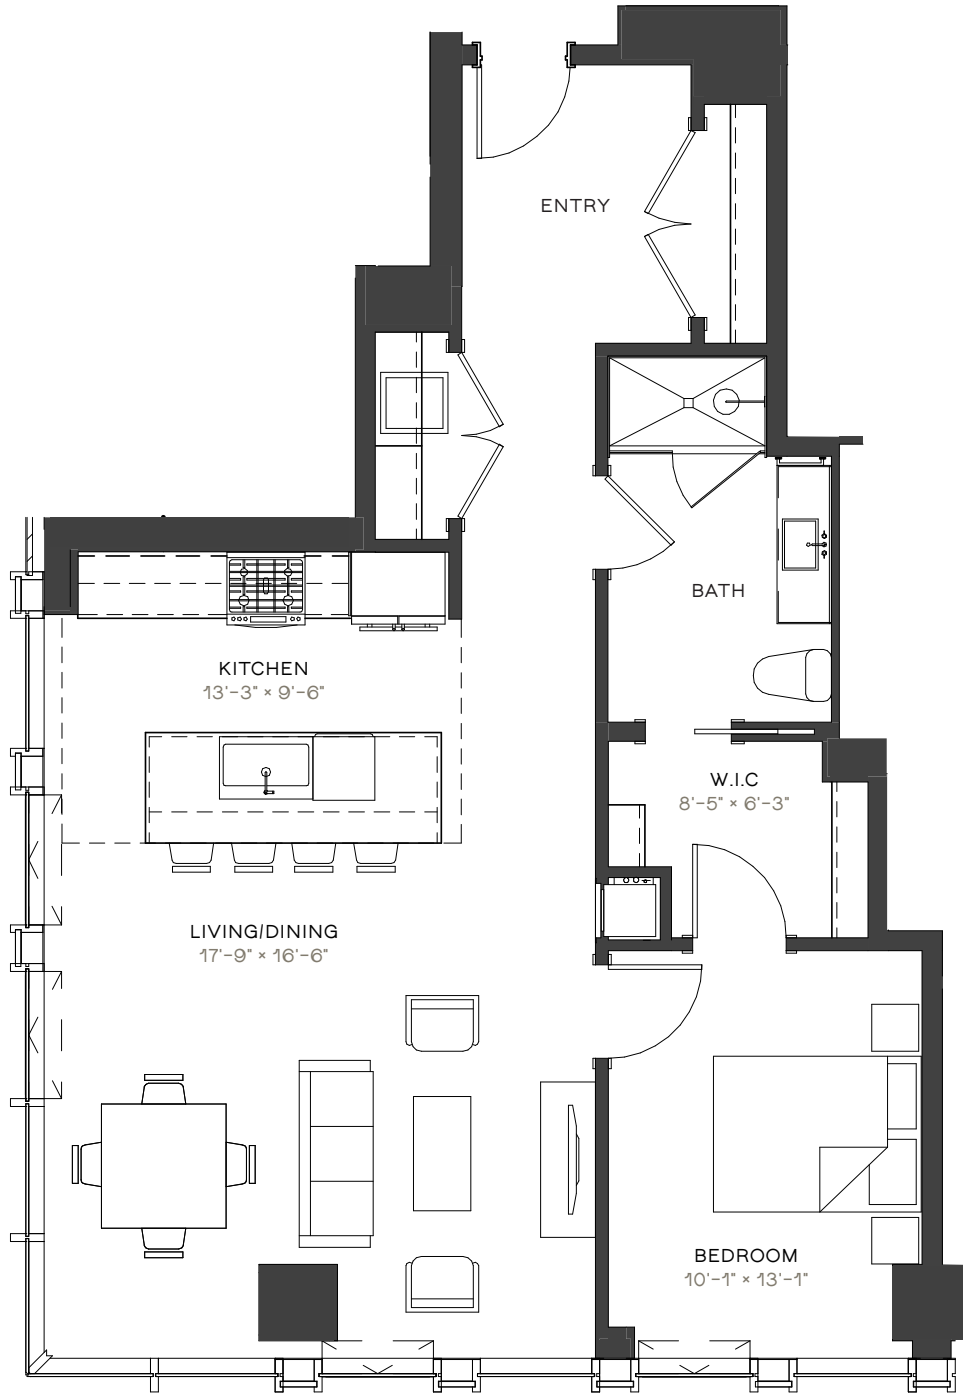 ENTRY
BATH
KITCHEN
13'-3" × 9'-6"
W.I.C
8'-5" × 6'-3"
LIVING/DINING
17'-9" × 16'-6"
BEDROOM
10'-1" × 13'-1"